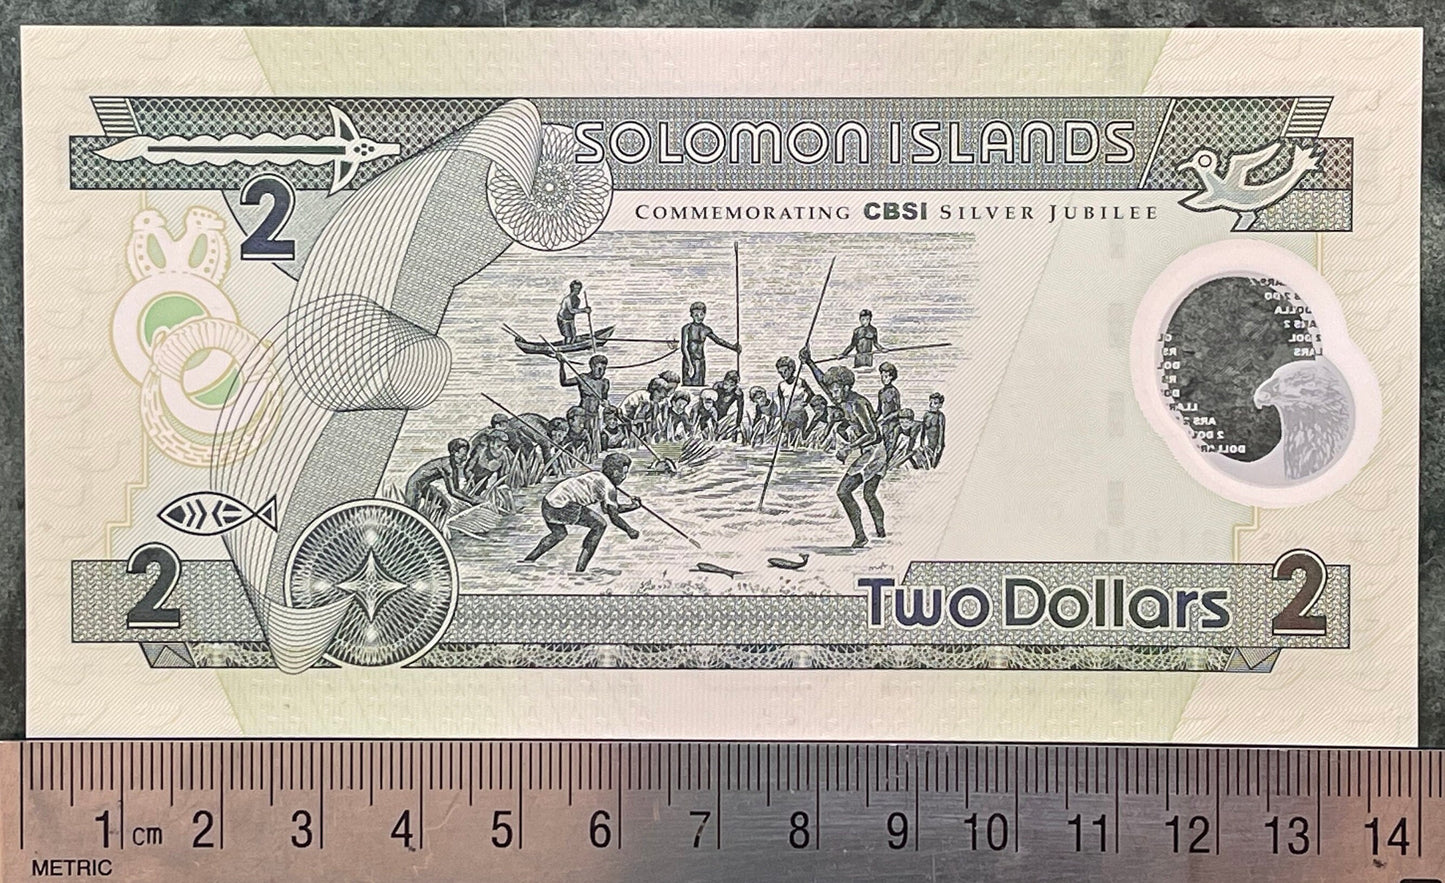 SOLOMON ISLANDS
COMMEMORATING CBSI SILVER JUBILEE
2
2
TWO DOLLARS
2
1 cm 2 3 4 5 6 7 8 9 10 11 12 13 14
METRIC